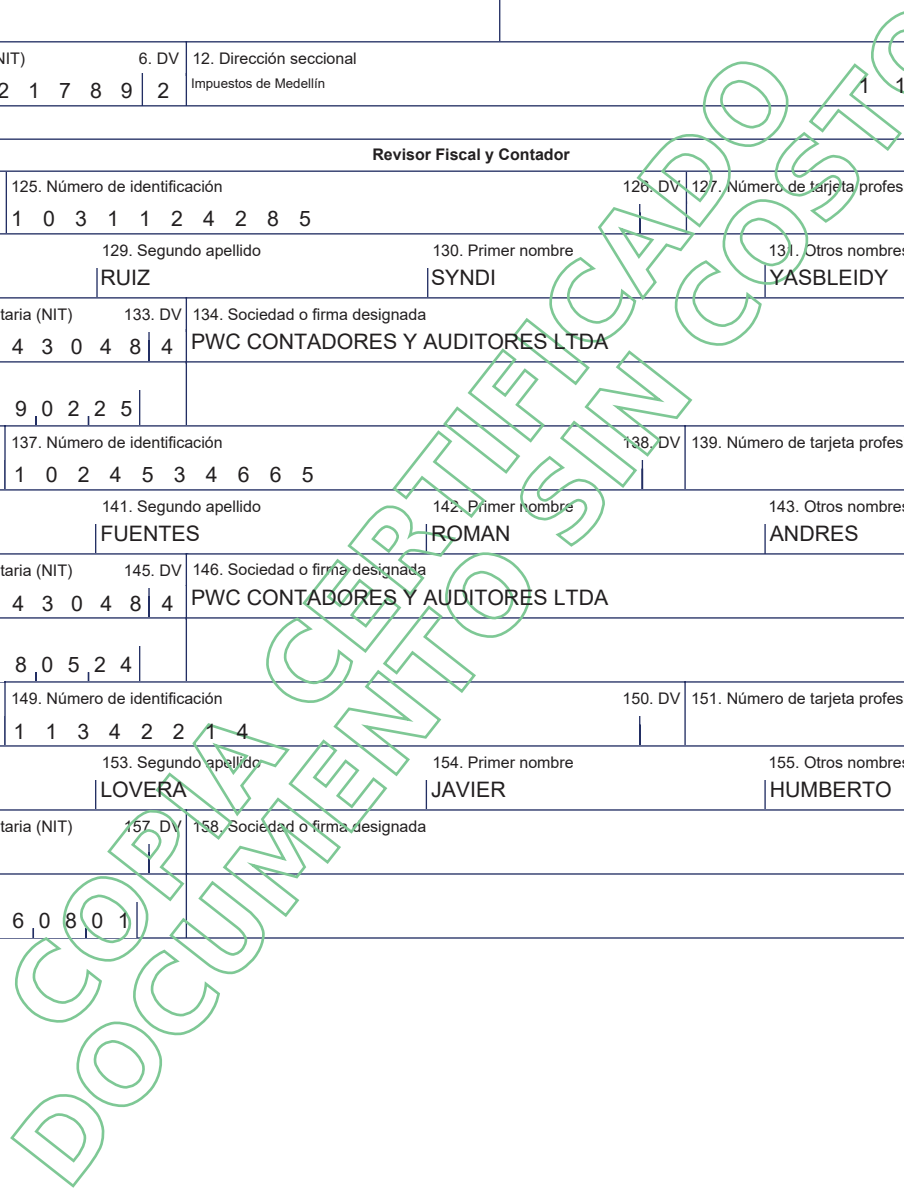 NIT) 6. DV 12. Dirección seccional
2 1 7 8 9 2 Impuestos de Medellín 1 1
Revisor Fiscal y Contador
125. Número de identificación 126. DV 127. Número de tarjeta profes
1 0 3 1 1 2 4 2 8 5
129. Segundo apellido 130. Primer nombre 131. Otros nombres
RUIZ SYNDI YASBLEIDY
taria (NIT) 133. DV 134. Sociedad o firma designada
4 3 0 4 8 4 PWC CONTADORES Y AUDITORES LTDA
9 0 2 2 5
137. Número de identificación 138. DV 139. Número de tarjeta profes
1 0 2 4 5 3 4 6 6 5
141. Segundo apellido 142. Primer nombre 143. Otros nombres
FUENTES ROMAN ANDRES
taria (NIT) 145. DV 146. Sociedad o firma designada
4 3 0 4 8 4 PWC CONTADORES Y AUDITORES LTDA
8 0 5 2 4
149. Número de identificación 150. DV 151. Número de tarjeta profes
1 1 3 4 2 2 1 4
153. Segundo apellido 154. Primer nombre 155. Otros nombres
LOVERA JAVIER HUMBERTO
taria (NIT) 157. DV 158. Sociedad o firma designada
6 0 8 0 1
COPIA CERTIFICADO
DOCUMENTO SIN COSTO